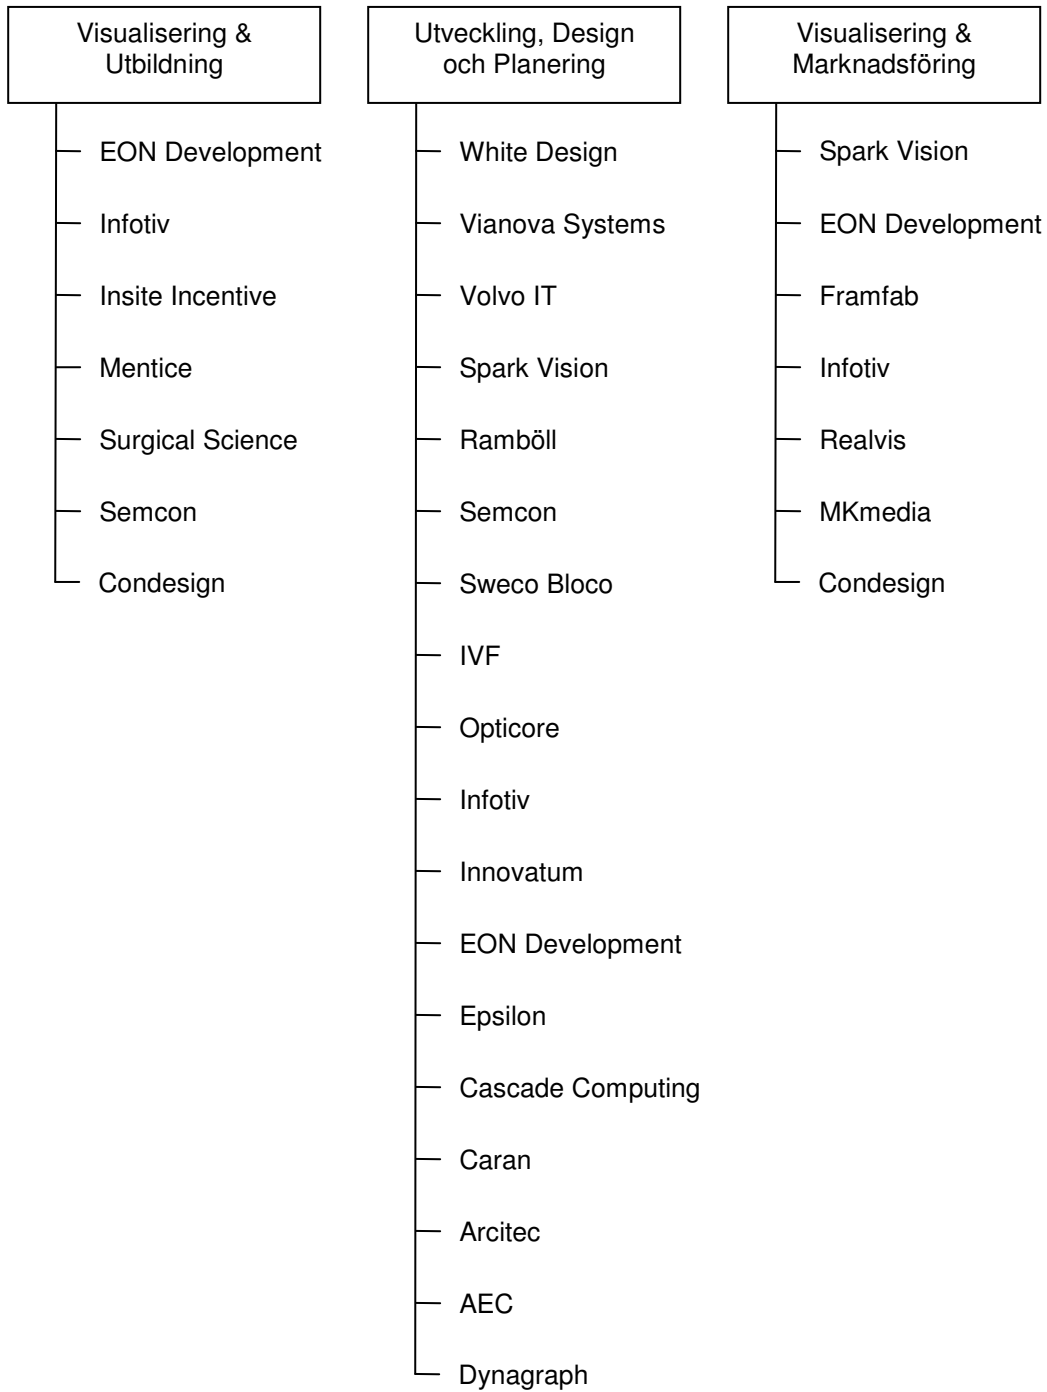 Visualisering &
Utbildning
EON Development
Infotiv
Insite Incentive
Mentice
Surgical Science
Semcon
Condesign
Utveckling, Design
och Planering
White Design
Vianova Systems
Volvo IT
Spark Vision
Ramböll
Semcon
Sweco Bloco
IVF
Opticore
Infotiv
Innovatum
EON Development
Epsilon
Cascade Computing
Caran
Arcitec
AEC
Dynagraph
Visualisering &
Marknadsföring
Spark Vision
EON Development
Framfab
Infotiv
Realvis
MKmedia
Condesign